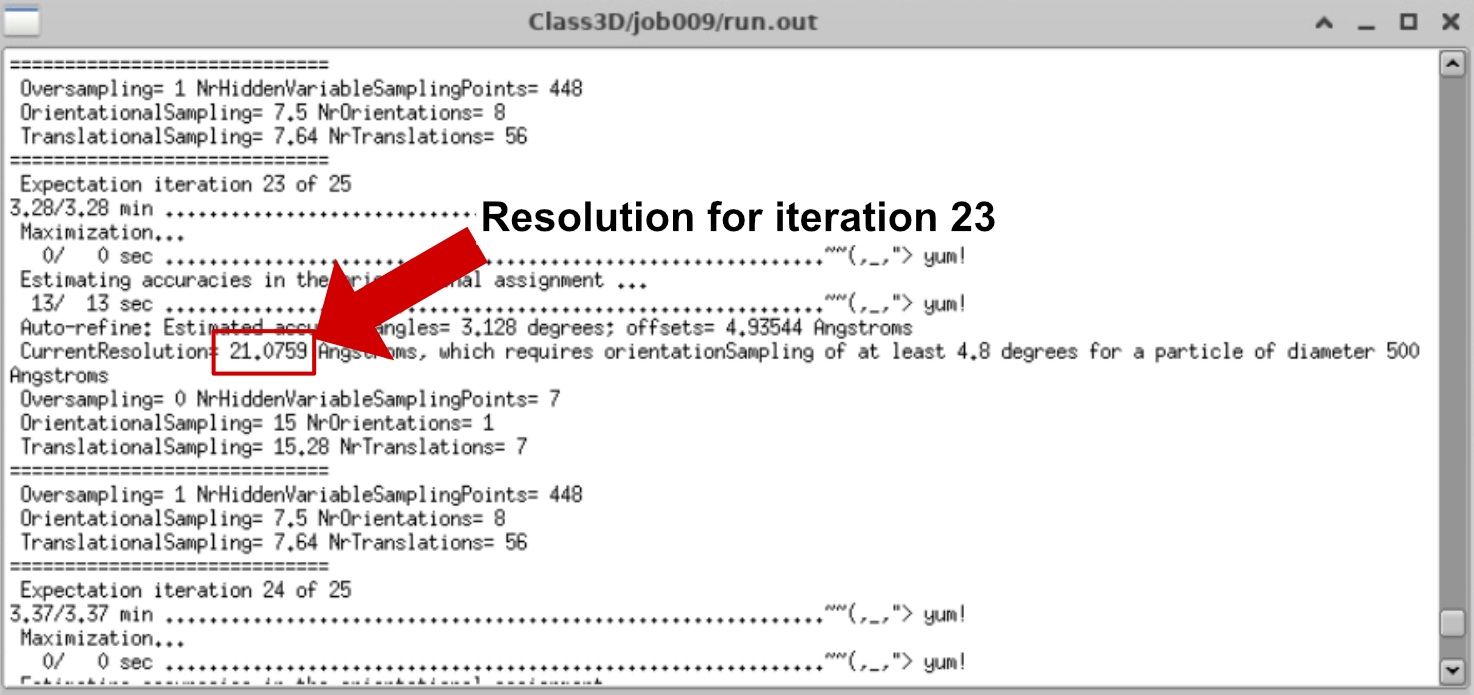 Class3D/job009/run.out
=============================
Oversampling= 1 NrHiddenVariableSamplingPoints= 448
OrientationalSampling= 7.5 NrOrientations= 8
TranslationalSampling= 7.64 NrTranslations= 56
=============================
Expectation iteration 23 of 25
3.28/3.28 min ............................
Resolution for iteration 23
Maximization...
0/ 0 sec ............................................................~~(,_,"> yum!
Estimating accuracies in the assignment ...
13/ 13 sec ............................................................~~(,_,"> yum!
Auto-refine: Estimated angles= 3.128 degrees; offsets= 4.93544 Angstroms
CurrentResolution= 21.0759 Angstroms, which requires orientationSampling of at least 4.8 degrees for a particle of diameter 500
Angstroms
Oversampling= 0 NrHiddenVariableSamplingPoints= 7
OrientationalSampling= 15 NrOrientations= 1
TranslationalSampling= 15.28 NrTranslations= 7
=============================
Oversampling= 1 NrHiddenVariableSamplingPoints= 448
OrientationalSampling= 7.5 NrOrientations= 8
TranslationalSampling= 7.64 NrTranslations= 56
=============================
Expectation iteration 24 of 25
3.37/3.37 min ............................................................~~(,_,"> yum!
Maximization...
0/ 0 sec ............................................................~~(,_,"> yum!